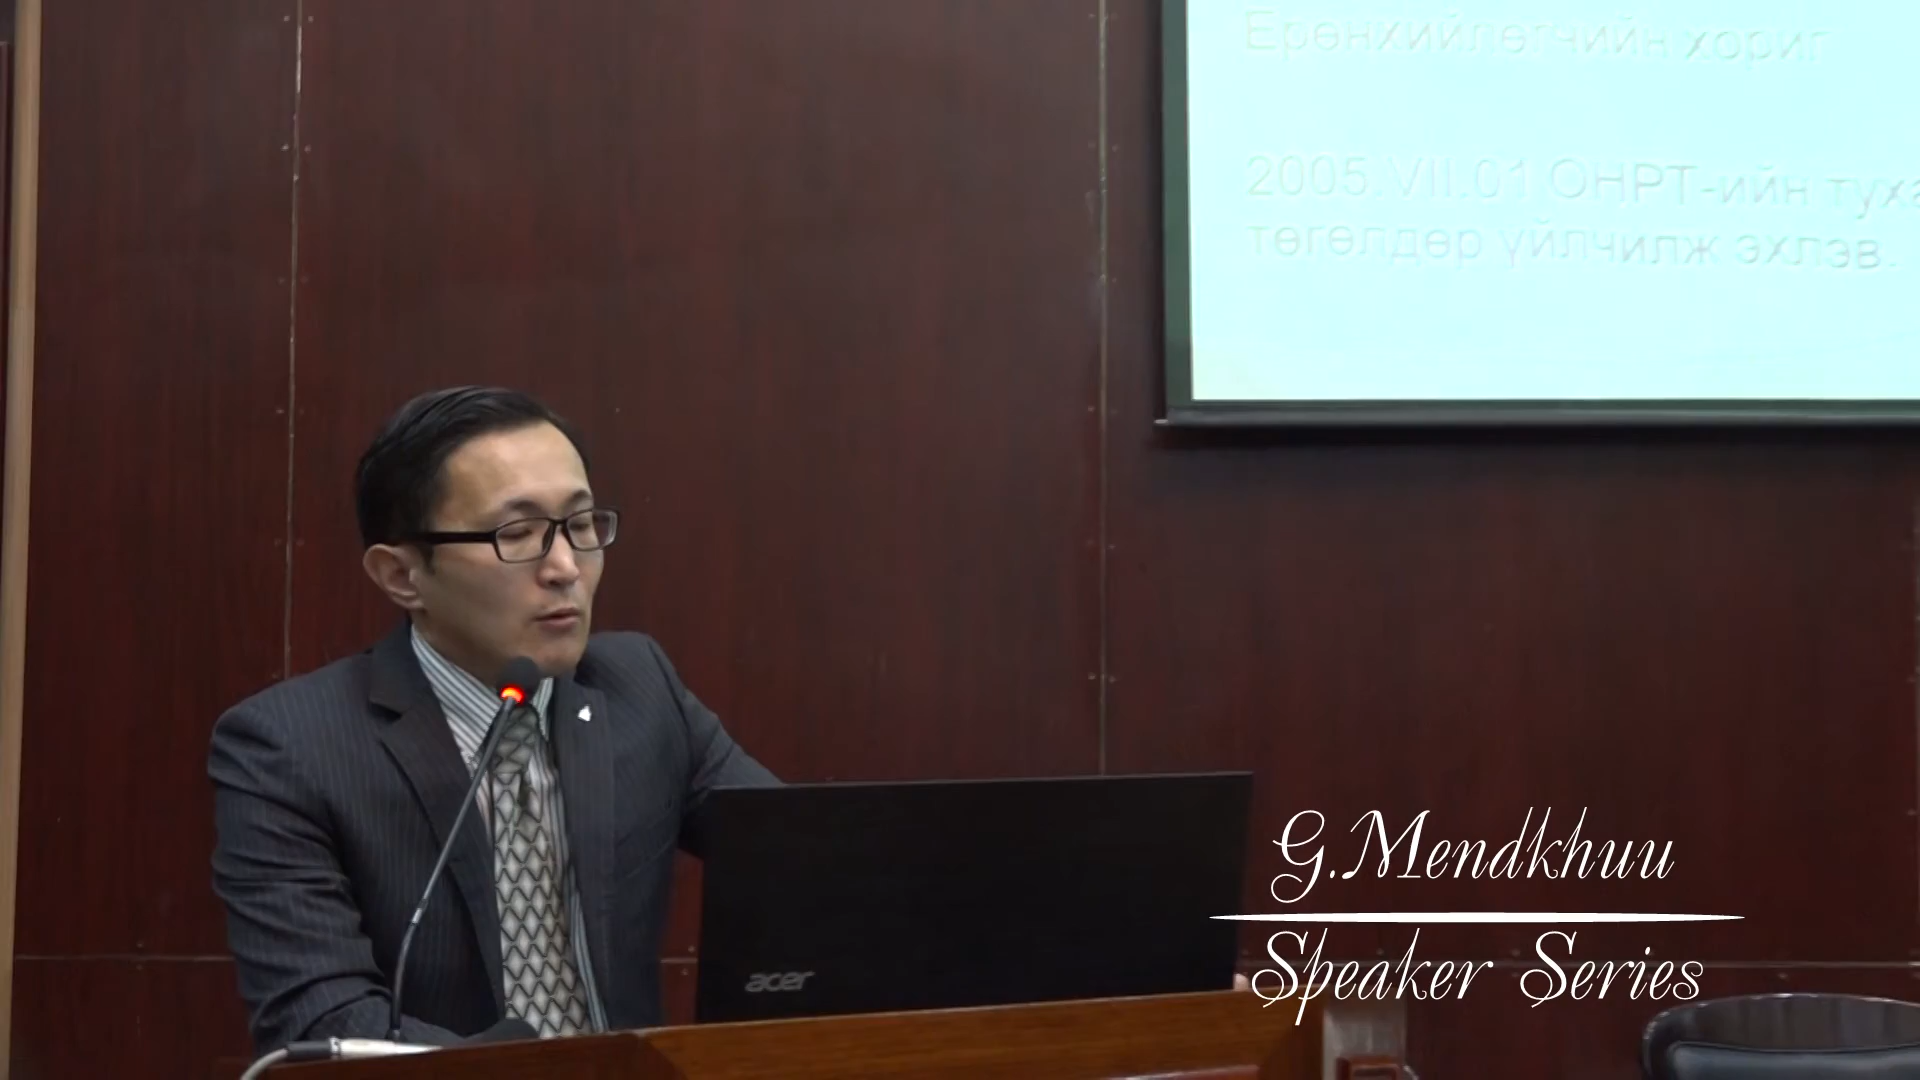 Ерөнхийлөгчийн хориг
2005.VII.01 ОНРТ-ийн туха
төгөлдөр үйлчилж эхлэв.
acer
G.Mendkhuu
Speaker Series